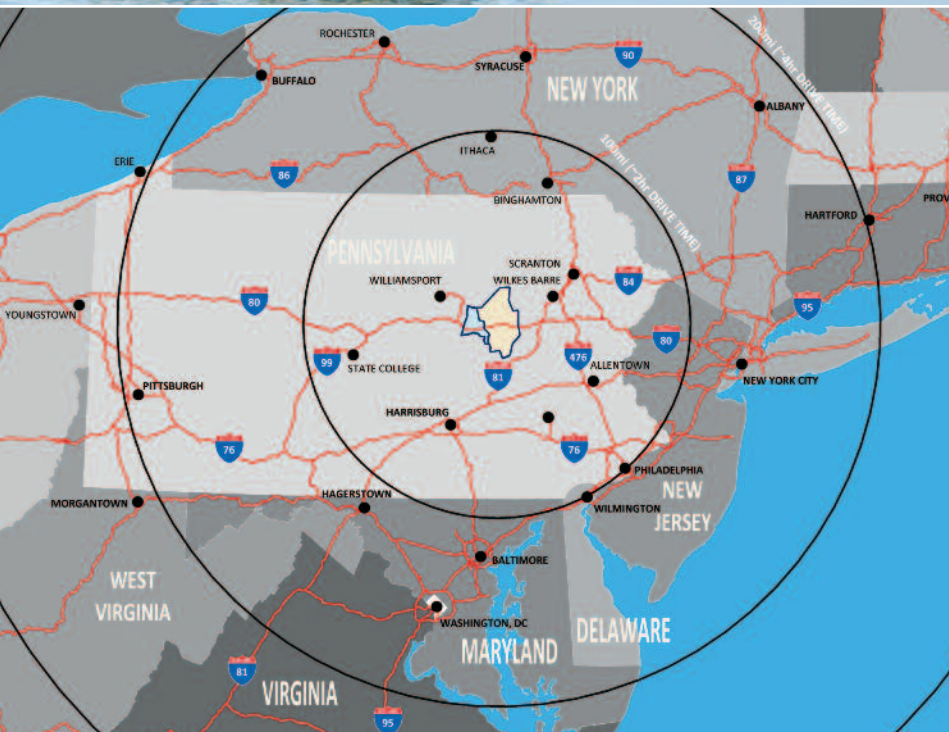 ROCHESTER
200mi (~4hr DRIVE TIME)
90
SYRACUSE
BUFFALO
NEW YORK
ALBANY
100mi (~2hr DRIVE TIME)
ITHACA
ERIE
86
87
BINGHAMTON
HARTFORD
PROV
PENNSYLVANIA
SCRANTON
WILLIAMSPORT
WILKES BARRE
84
80
95
YOUNGSTOWN
80
99
476
STATE COLLEGE
ALLENTOWN
81
NEW YORK CITY
PITTSBURGH
HARRISBURG
76
76
PHILADELPHIA
HAGERSTOWN
NEW
JERSEY
MORGANTOWN
WILMINGTON
BALTIMORE
WEST
VIRGINIA
WASHINGTON, DC
DELAWARE
MARYLAND
81
VIRGINIA
95